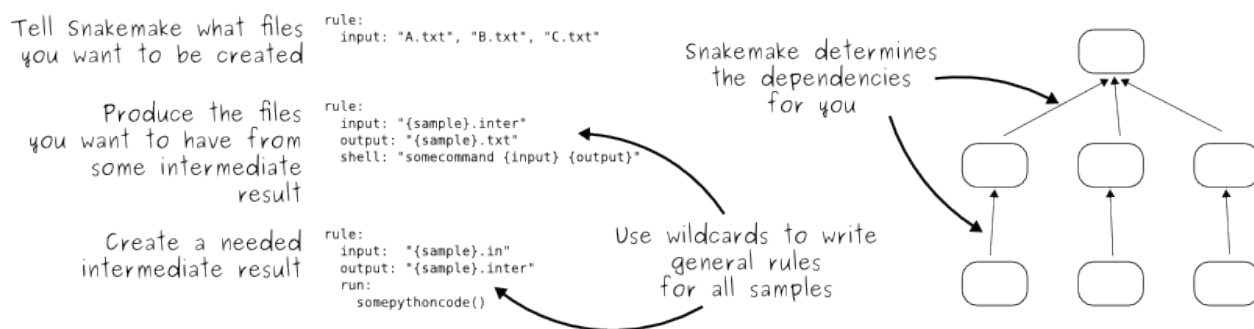 Tell Snakemake what files
you want to be created
rule:
input: "A.txt", "B.txt", "C.txt"
Produce the files
you want to have from
some intermediate
result
rule:
input: "{sample}.inter"
output: "{sample}.txt"
shell: "somecommand {input} {output}"
Create a needed
intermediate result
rule:
input: "{sample}.in"
output: "{sample}.inter"
run:
somepythoncode()
Use wildcards to write
general rules
for all samples
Snakemake determines
the dependencies
for you